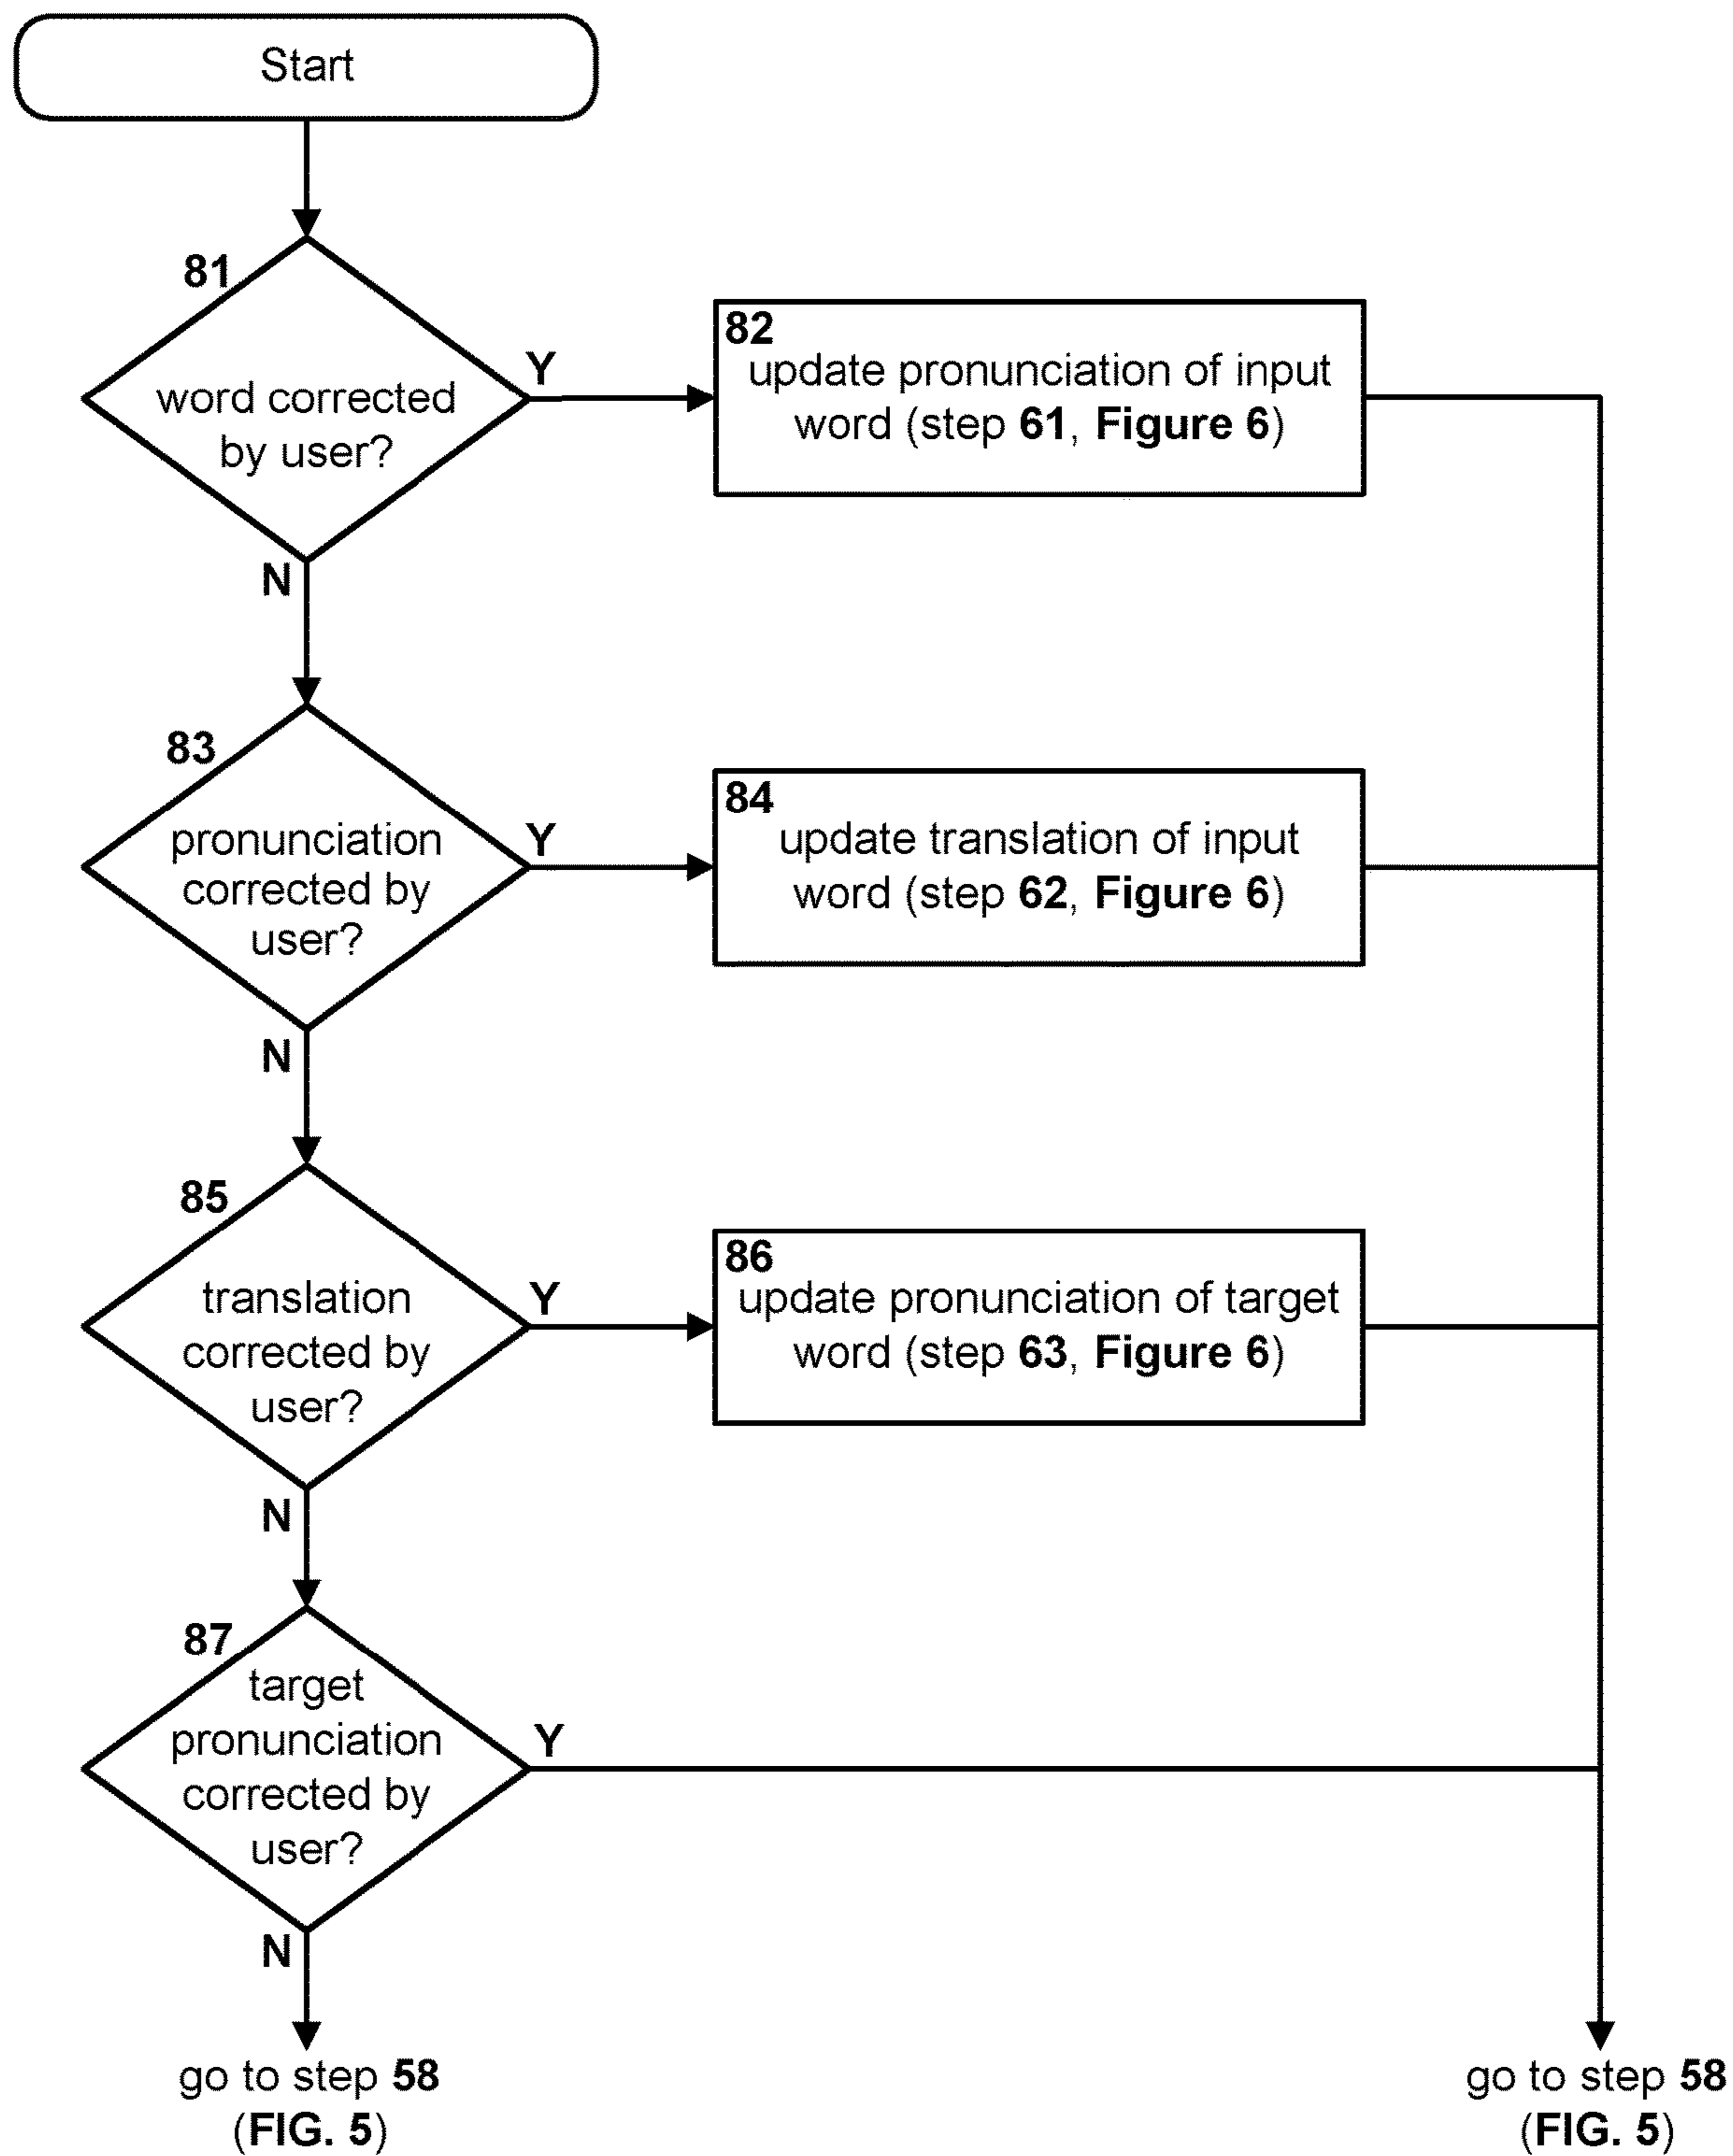 Start
81
word corrected
by user?
Y
82
update pronunciation of input
word (step 61, Figure 6)
N
83
pronunciation
corrected by
user?
Y
84
update translation of input
word (step 62, Figure 6)
N
85
translation
corrected by
user?
Y
86
update pronunciation of target
word (step 63, Figure 6)
N
87
target
pronunciation
corrected by
user?
Y
N
go to step 58
(FIG. 5)
go to step 58
(FIG. 5)